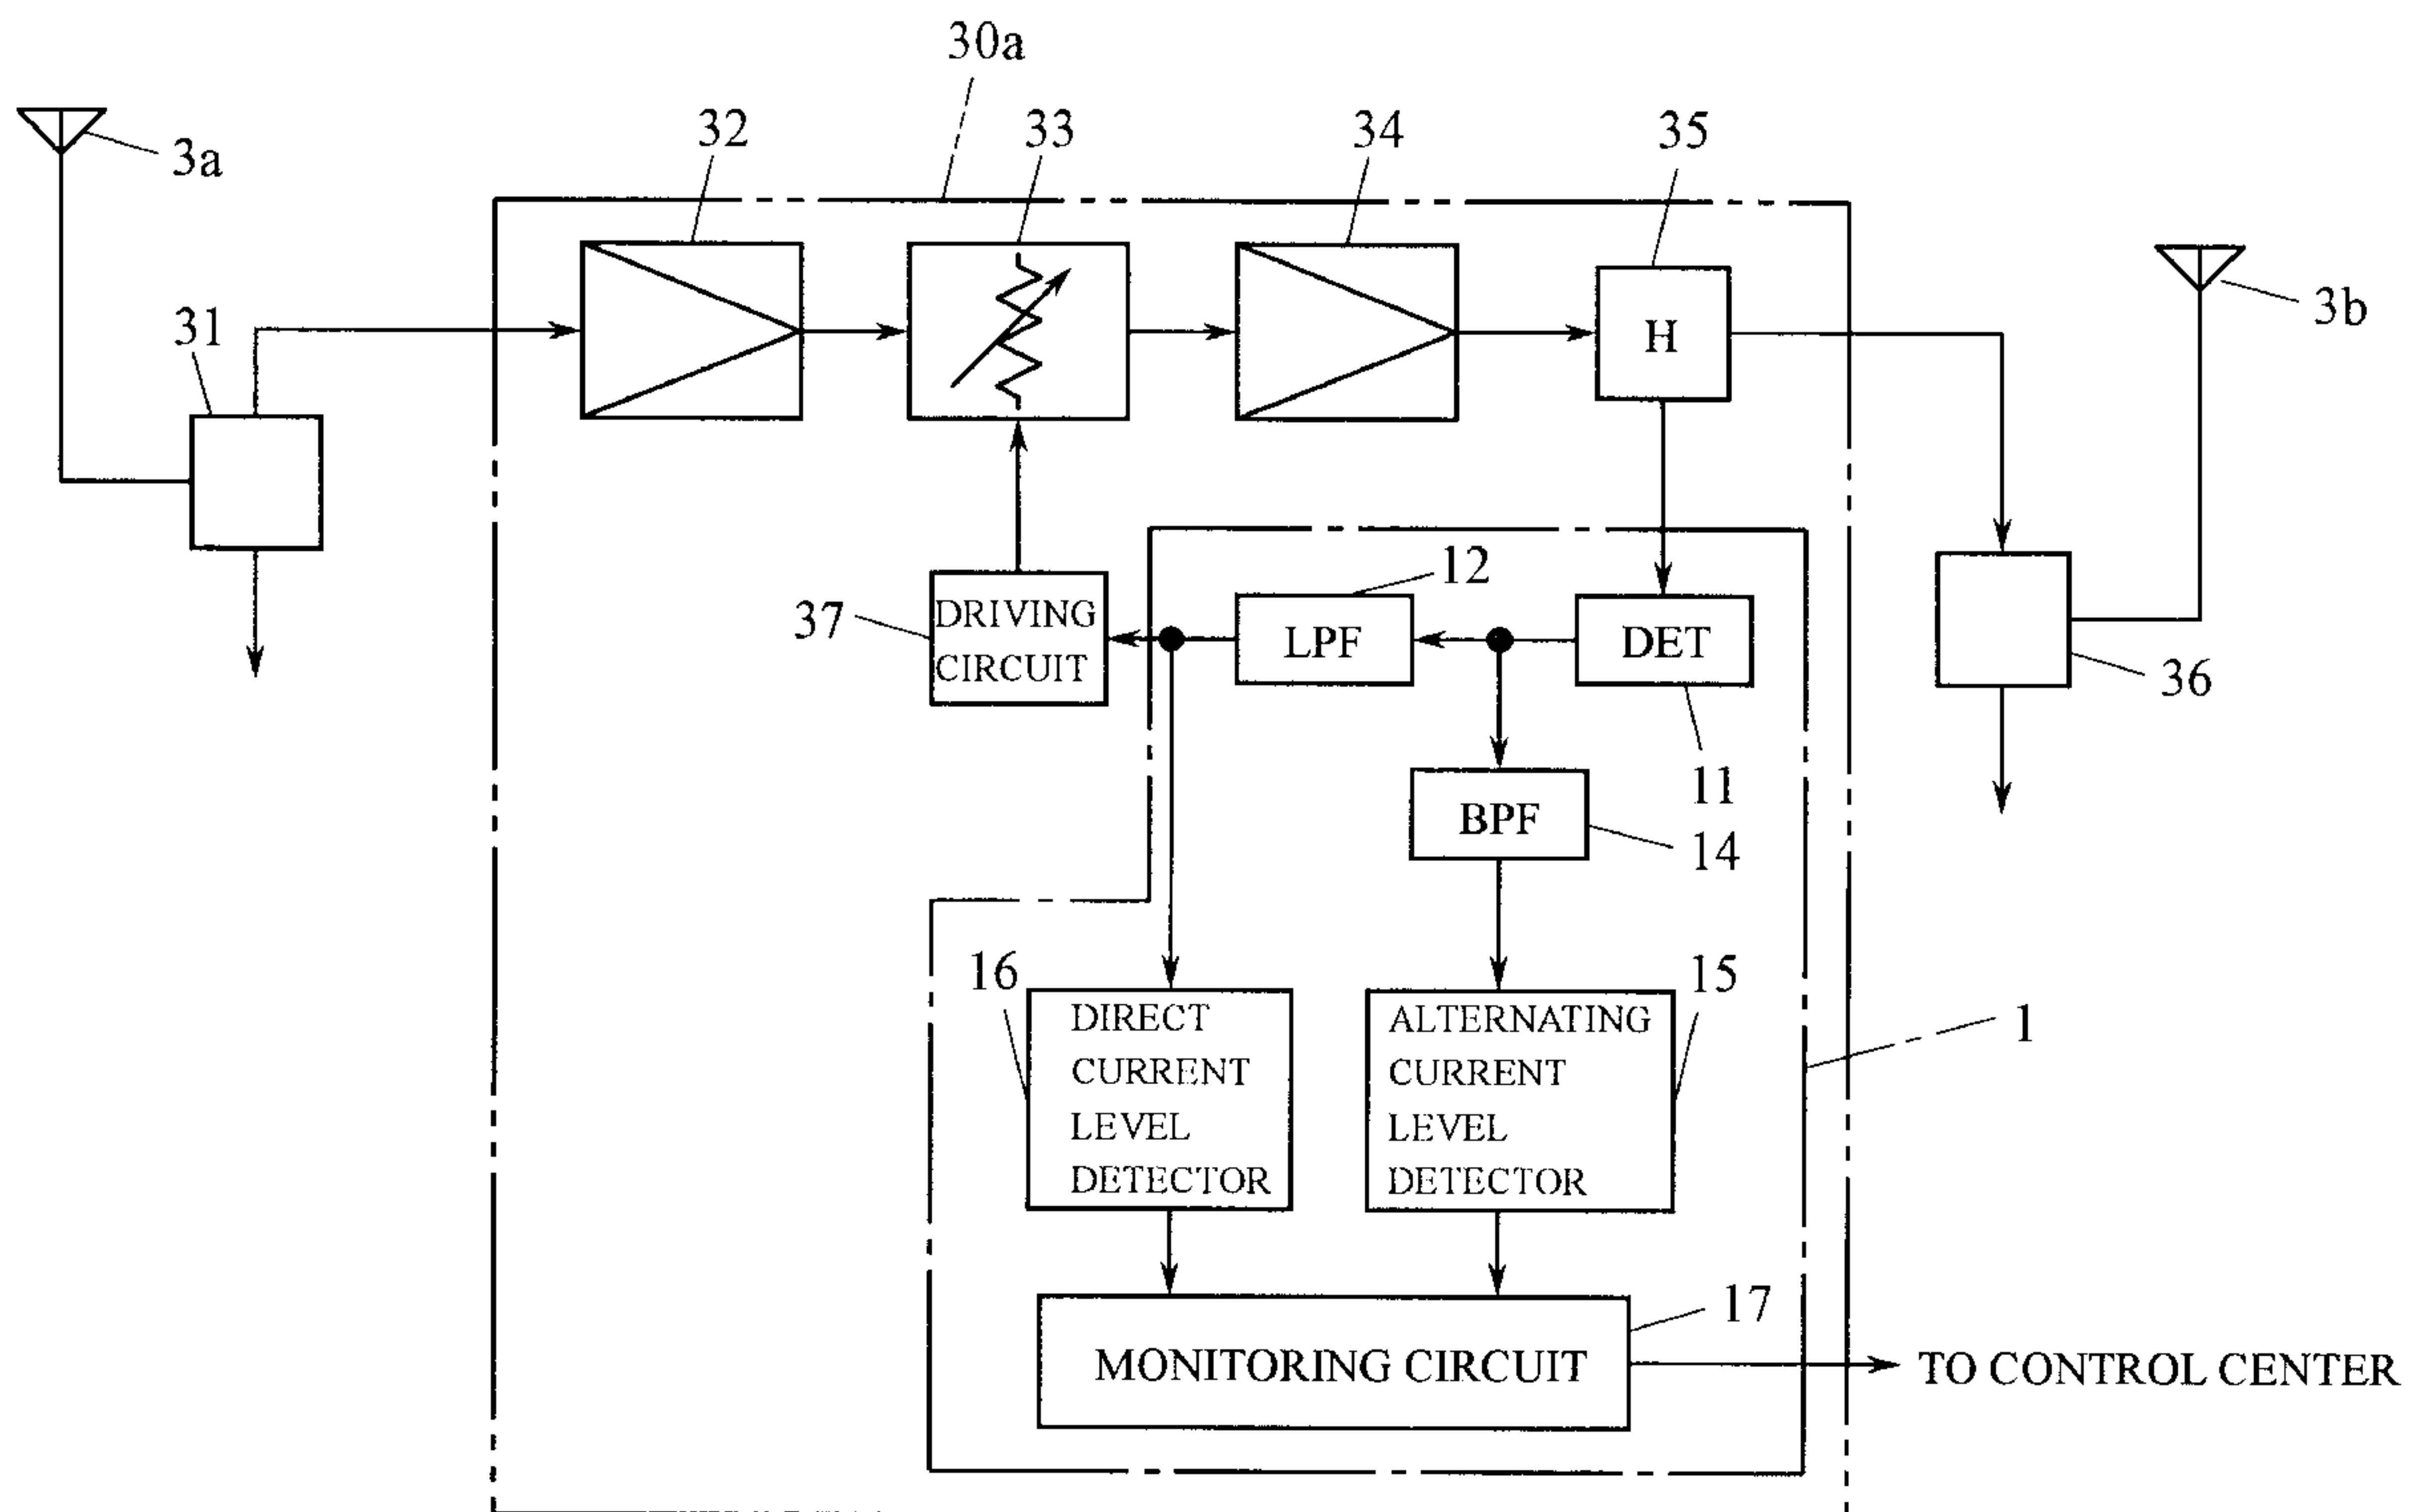 30a
32
33
34
35
3a
3b
31
H
12
DRIVING
CIRCUIT
37
LPF
DET
36
11
BPF
14
16
15
DIRECT
CURRENT
LEVEL
DETECTOR
ALTERNATING
CURRENT
LEVEL
DETECTOR
1
17
MONITORING CIRCUIT
TO CONTROL CENTER